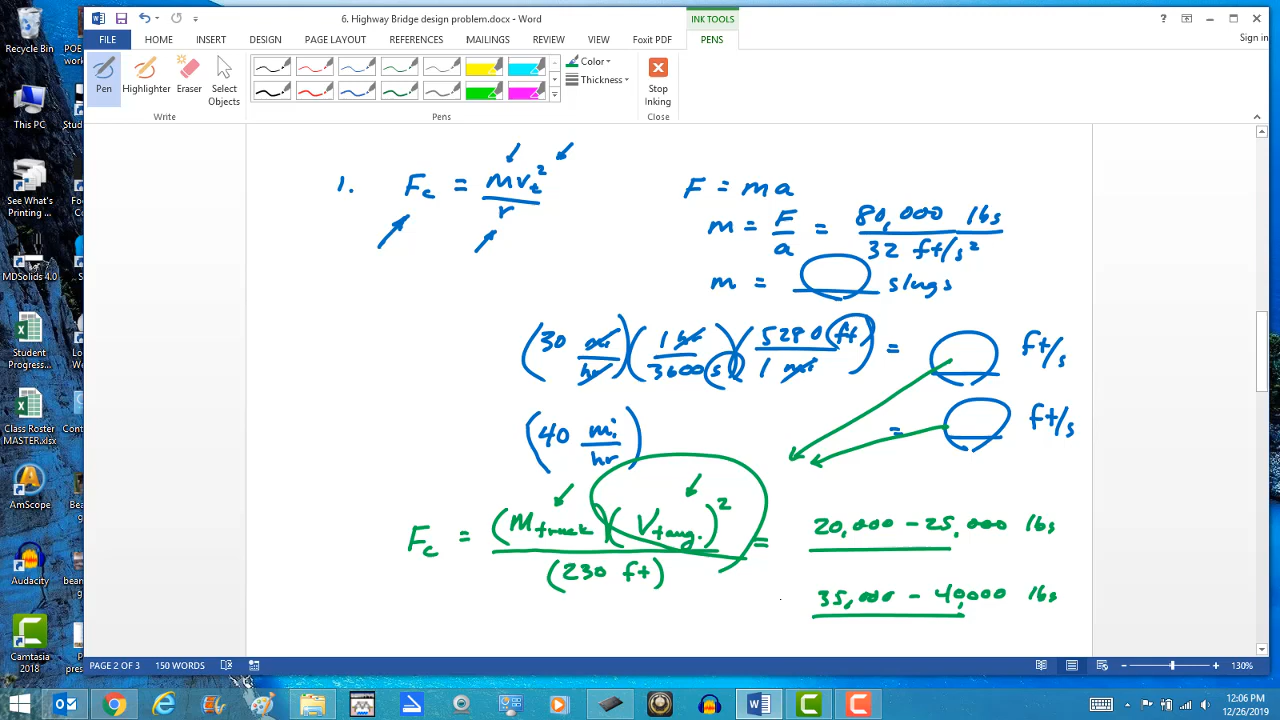 Recycle Bin
This PC
See What's
Printing ...
MDSolids 4.0
Student
Progress...
Class Roster
MASTER.xlsx
AmScope
Audacity
Camtasia
2018
6. Highway Bridge design problem.docx - Word
INK TOOLS
Sign in
FILE HOME INSERT DESIGN PAGE LAYOUT REFERENCES MAILINGS REVIEW VIEW Foxit PDF PENS
Pen Highlighter Eraser Select Objects
Color
Thickness
Stop Inking
Write Pens Close
1. Fc = mvt² / r
F = ma
m = F/a = 80,000 lbs / 32 ft/s²
m = slugs
(30 mi/hr)(1 hr/3600 s)(5280 ft/1 mi) = ft/s
(40 mi/hr) = ft/s
Fc = (Mtruck)(Vtang.)² / (230 ft) =
20,000 - 25,000 lbs
35,000 - 40,000 lbs
PAGE 2 OF 3 150 WORDS 130%
12:06 PM
12/26/2019